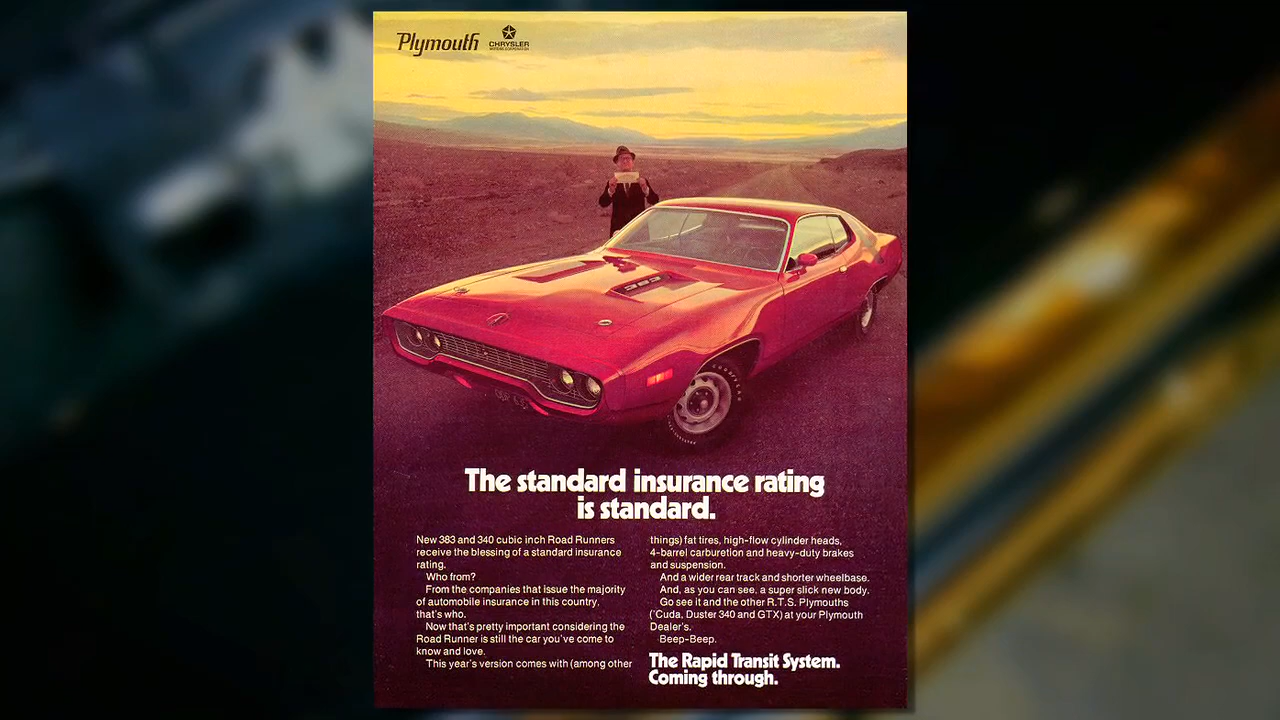 Plymouth
CHRYSLER
MOTORS CORPORATION
383
GOODYEAR
The standard insurance rating
is standard.
New 383 and 340 cubic inch Road Runners
receive the blessing of a standard insurance
rating.
Who from?
From the companies that issue the majority
of automobile insurance in this country,
that's who.
Now that's pretty important considering the
Road Runner is still the car you've come to
know and love.
This year's version comes with (among other
things) fat tires, high-flow cylinder heads,
4-barrel carburetion and heavy-duty brakes
and suspension.
And a wider rear track and shorter wheelbase.
And, as you can see, a super slick new body.
Go see it and the other R.T.S. Plymouths
('Cuda, Duster 340 and GTX) at your Plymouth
Dealer's.
Beep-Beep.
The Rapid Transit System.
Coming through.